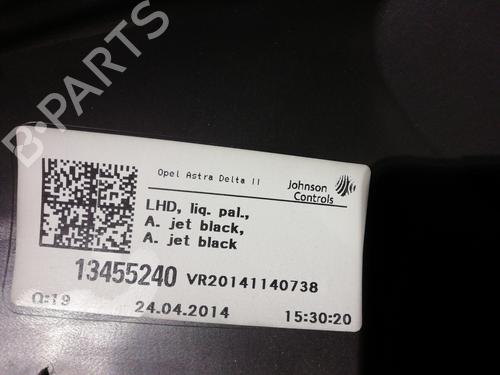 B-PARTS
Opel Astra Delta II
Johnson
Controls
LHD, liq. pal.,
A. jet black,
A. jet black
13455240 VR20141140738
Q:19 24.04.2014 15:30:20